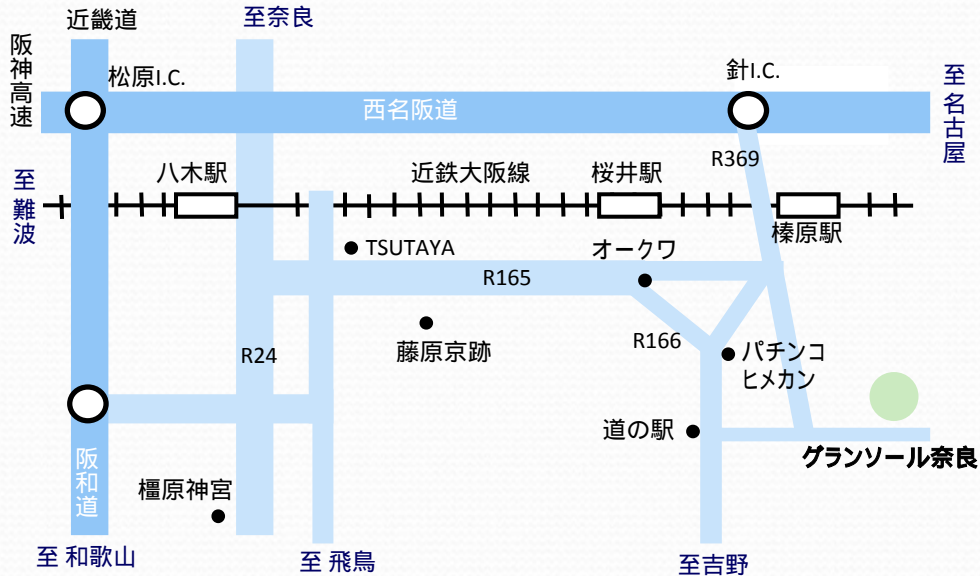 近畿道
至奈良
阪神高速
松原I.C.
針I.C.
至名古屋
西名阪道
R369
至難波
八木駅
近鉄大阪線
桜井駅
榛原駅
TSUTAYA
オークワ
R165
藤原京跡
R24
R166
パチンコ
ヒメカン
道の駅
グランソール奈良
阪和道
橿原神宮
至 和歌山
至 飛鳥
至吉野